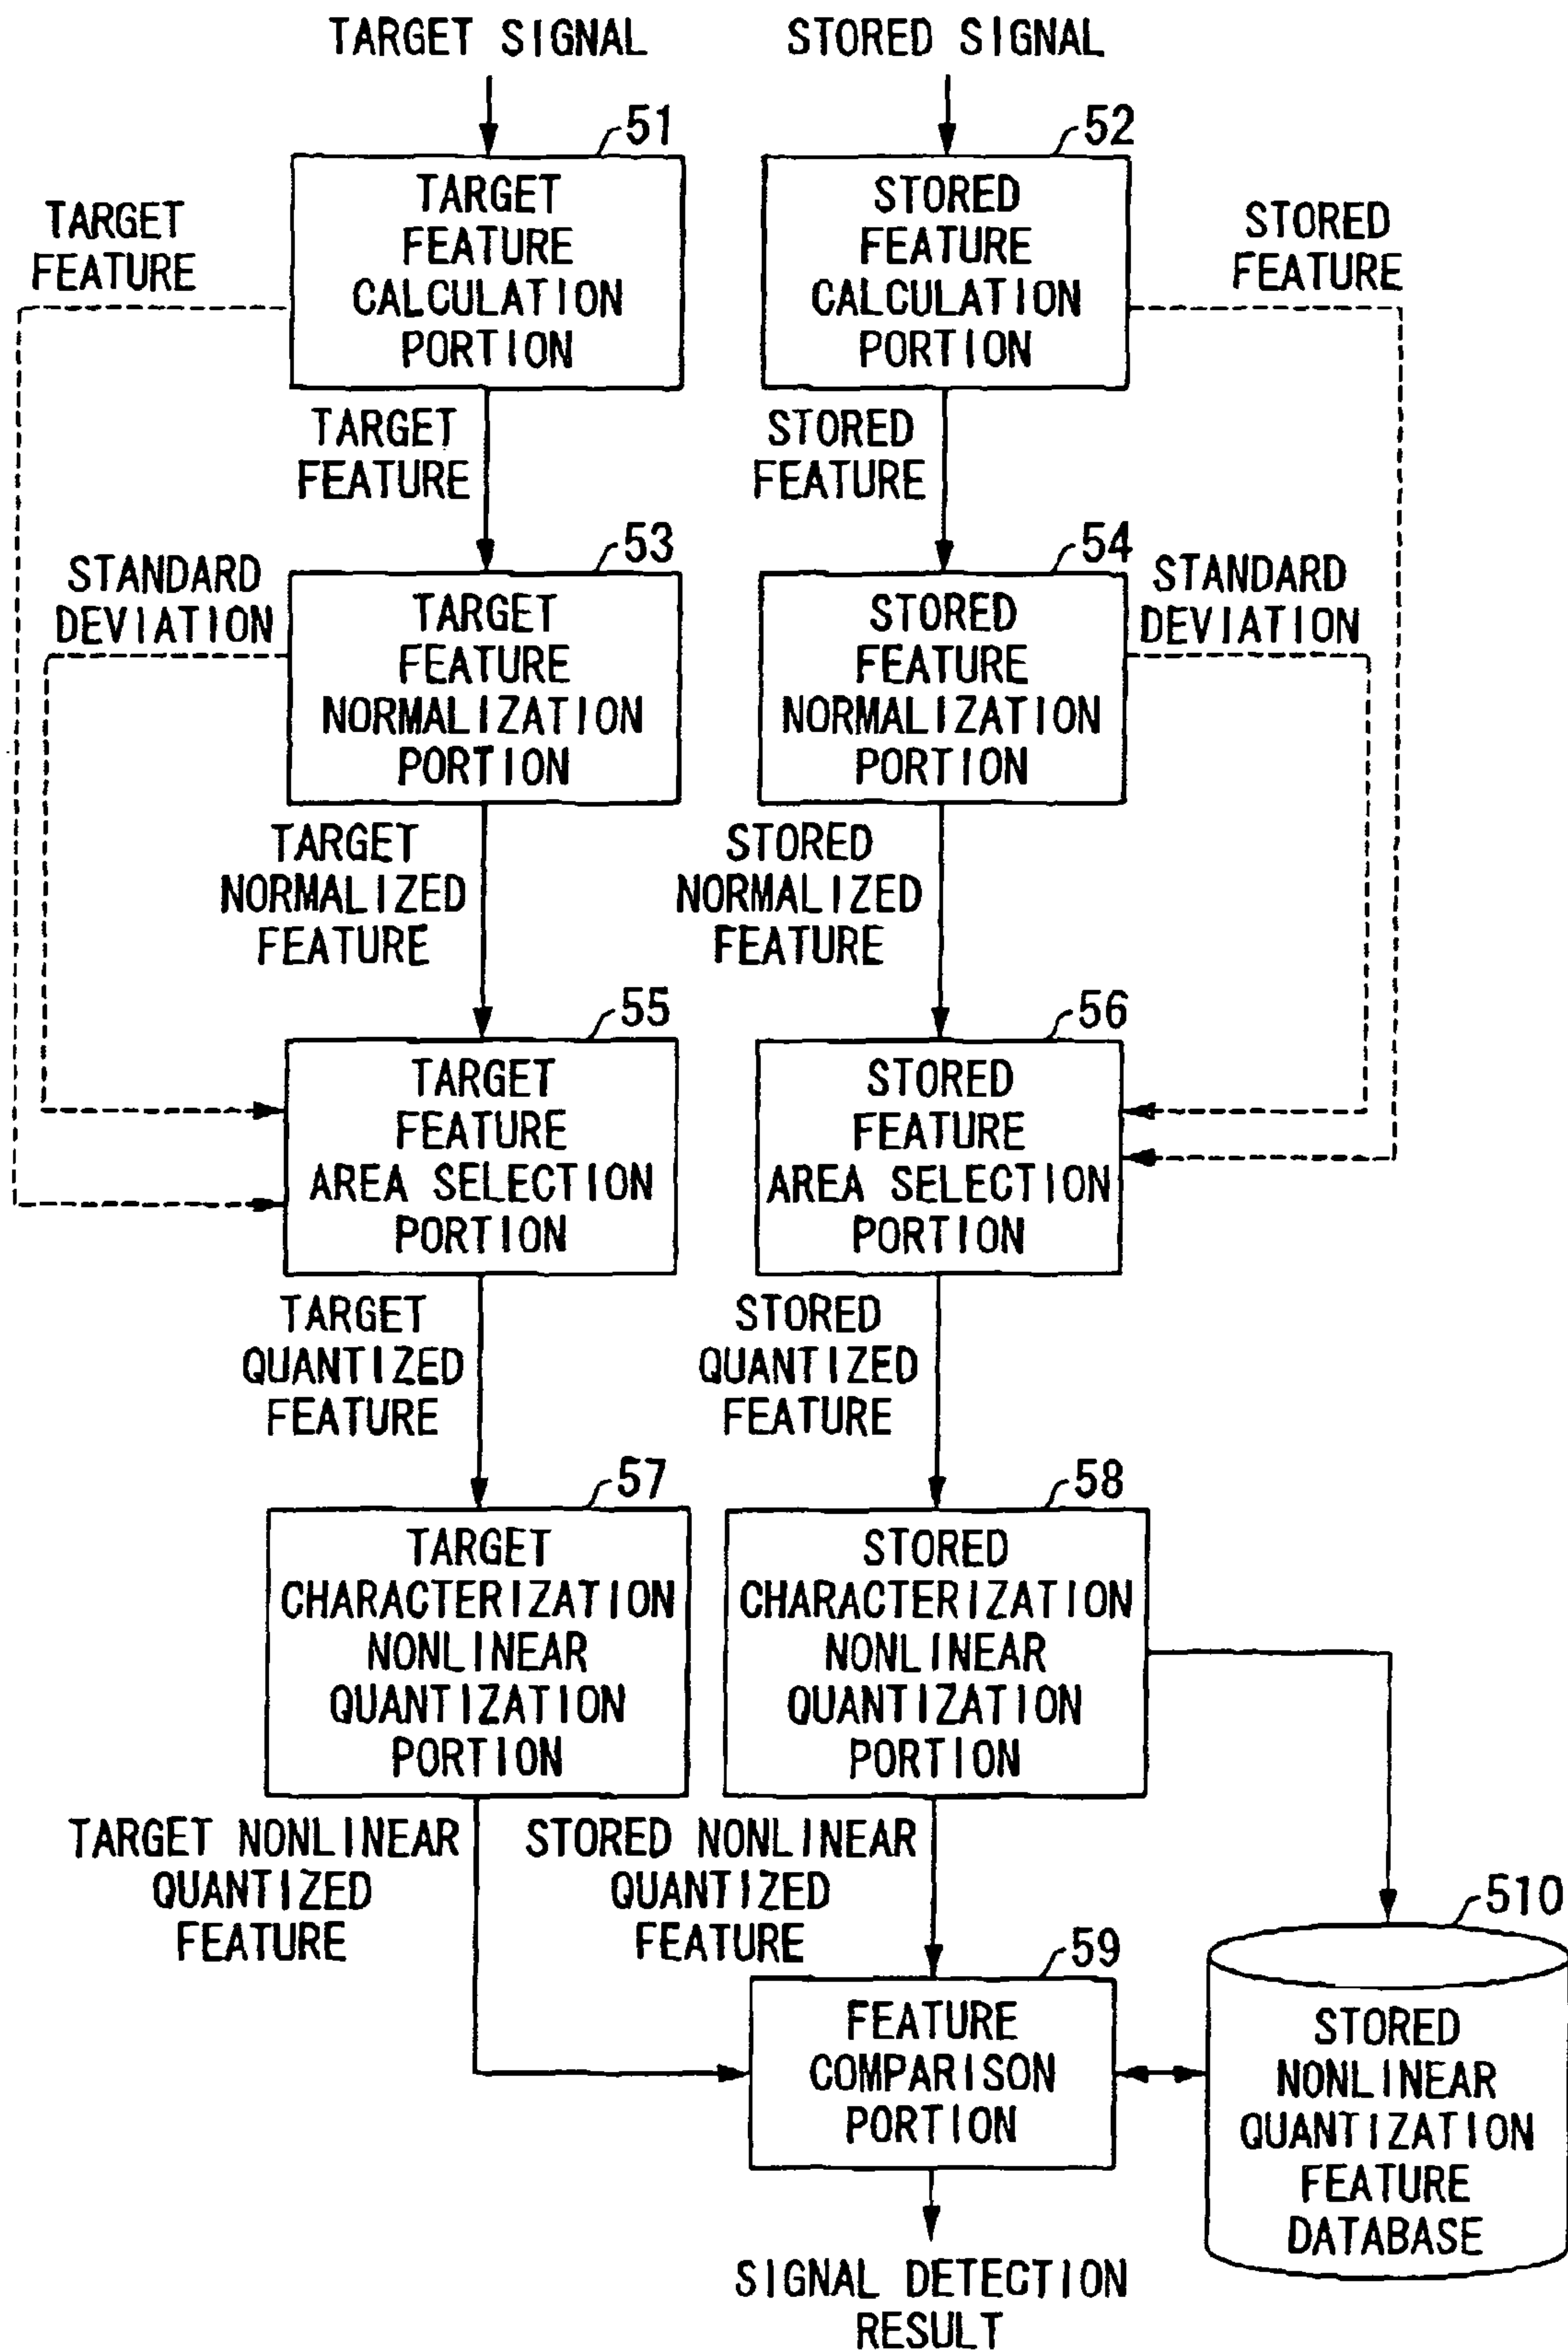 TARGET SIGNAL
STORED SIGNAL
51
52
TARGET
FEATURE
TARGET
FEATURE
CALCULATION
PORTION
STORED
FEATURE
CALCULATION
PORTION
STORED
FEATURE
TARGET
FEATURE
STORED
FEATURE
53
54
STANDARD
DEVIATION
TARGET
FEATURE
NORMALIZATION
PORTION
STORED
FEATURE
NORMALIZATION
PORTION
STANDARD
DEVIATION
TARGET
NORMALIZED
FEATURE
STORED
NORMALIZED
FEATURE
55
56
TARGET
FEATURE
AREA SELECTION
PORTION
STORED
FEATURE
AREA SELECTION
PORTION
TARGET
QUANTIZED
FEATURE
STORED
QUANTIZED
FEATURE
57
58
TARGET
CHARACTERIZATION
NONLINEAR
QUANTIZATION
PORTION
STORED
CHARACTERIZATION
NONLINEAR
QUANTIZATION
PORTION
TARGET NONLINEAR
QUANTIZED
FEATURE
STORED NONLINEAR
QUANTIZED
FEATURE
59
510
FEATURE
COMPARISON
PORTION
STORED
NONLINEAR
QUANTIZATION
FEATURE
DATABASE
SIGNAL DETECTION
RESULT